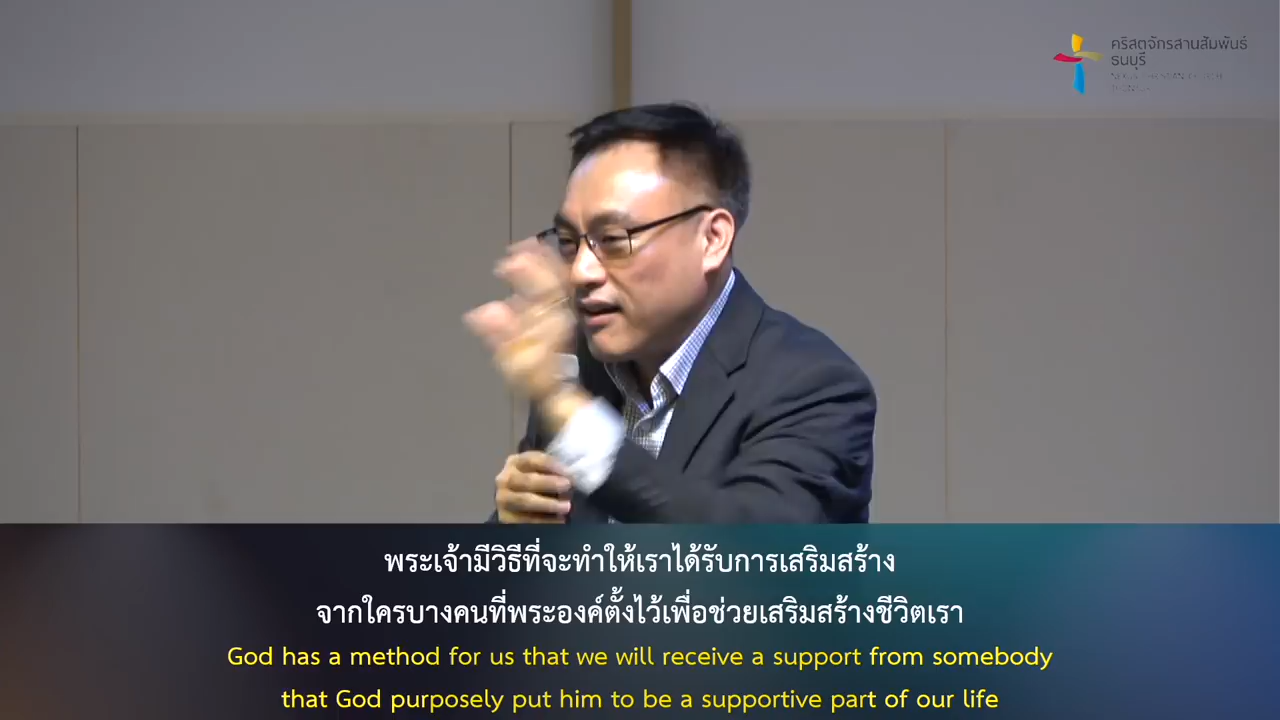 คริสตจักรสานสัมพันธ์
ธนบุรี
พระเจ้ามีวิธีที่จะทำให้เราได้รับการเสริมสร้าง
จากใครบางคนที่พระองค์ตั้งไว้เพื่อช่วยเสริมสร้างชีวิตเรา
God has a method for us that we will receive a support from somebody
that God purposely put him to be a supportive part of our life